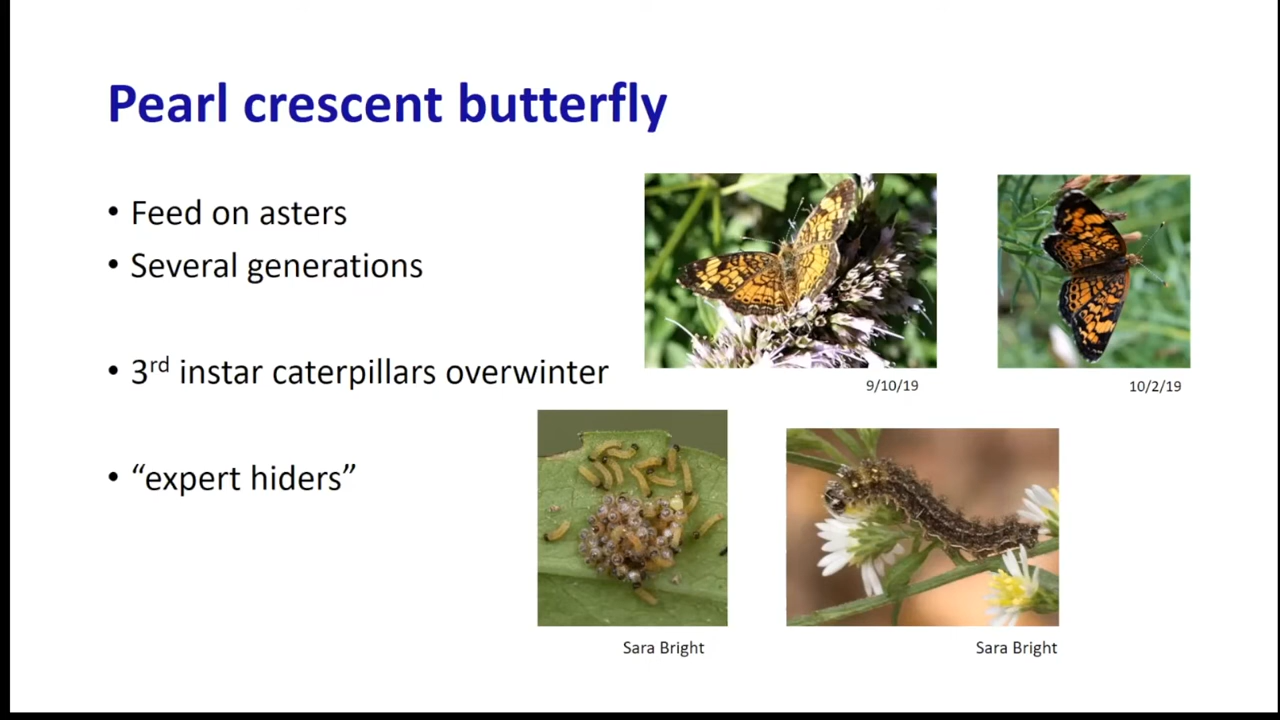 Pearl crescent butterfly
• Feed on asters
• Several generations
• 3rd instar caterpillars overwinter
• “expert hiders”
9/10/19
10/2/19
Sara Bright
Sara Bright